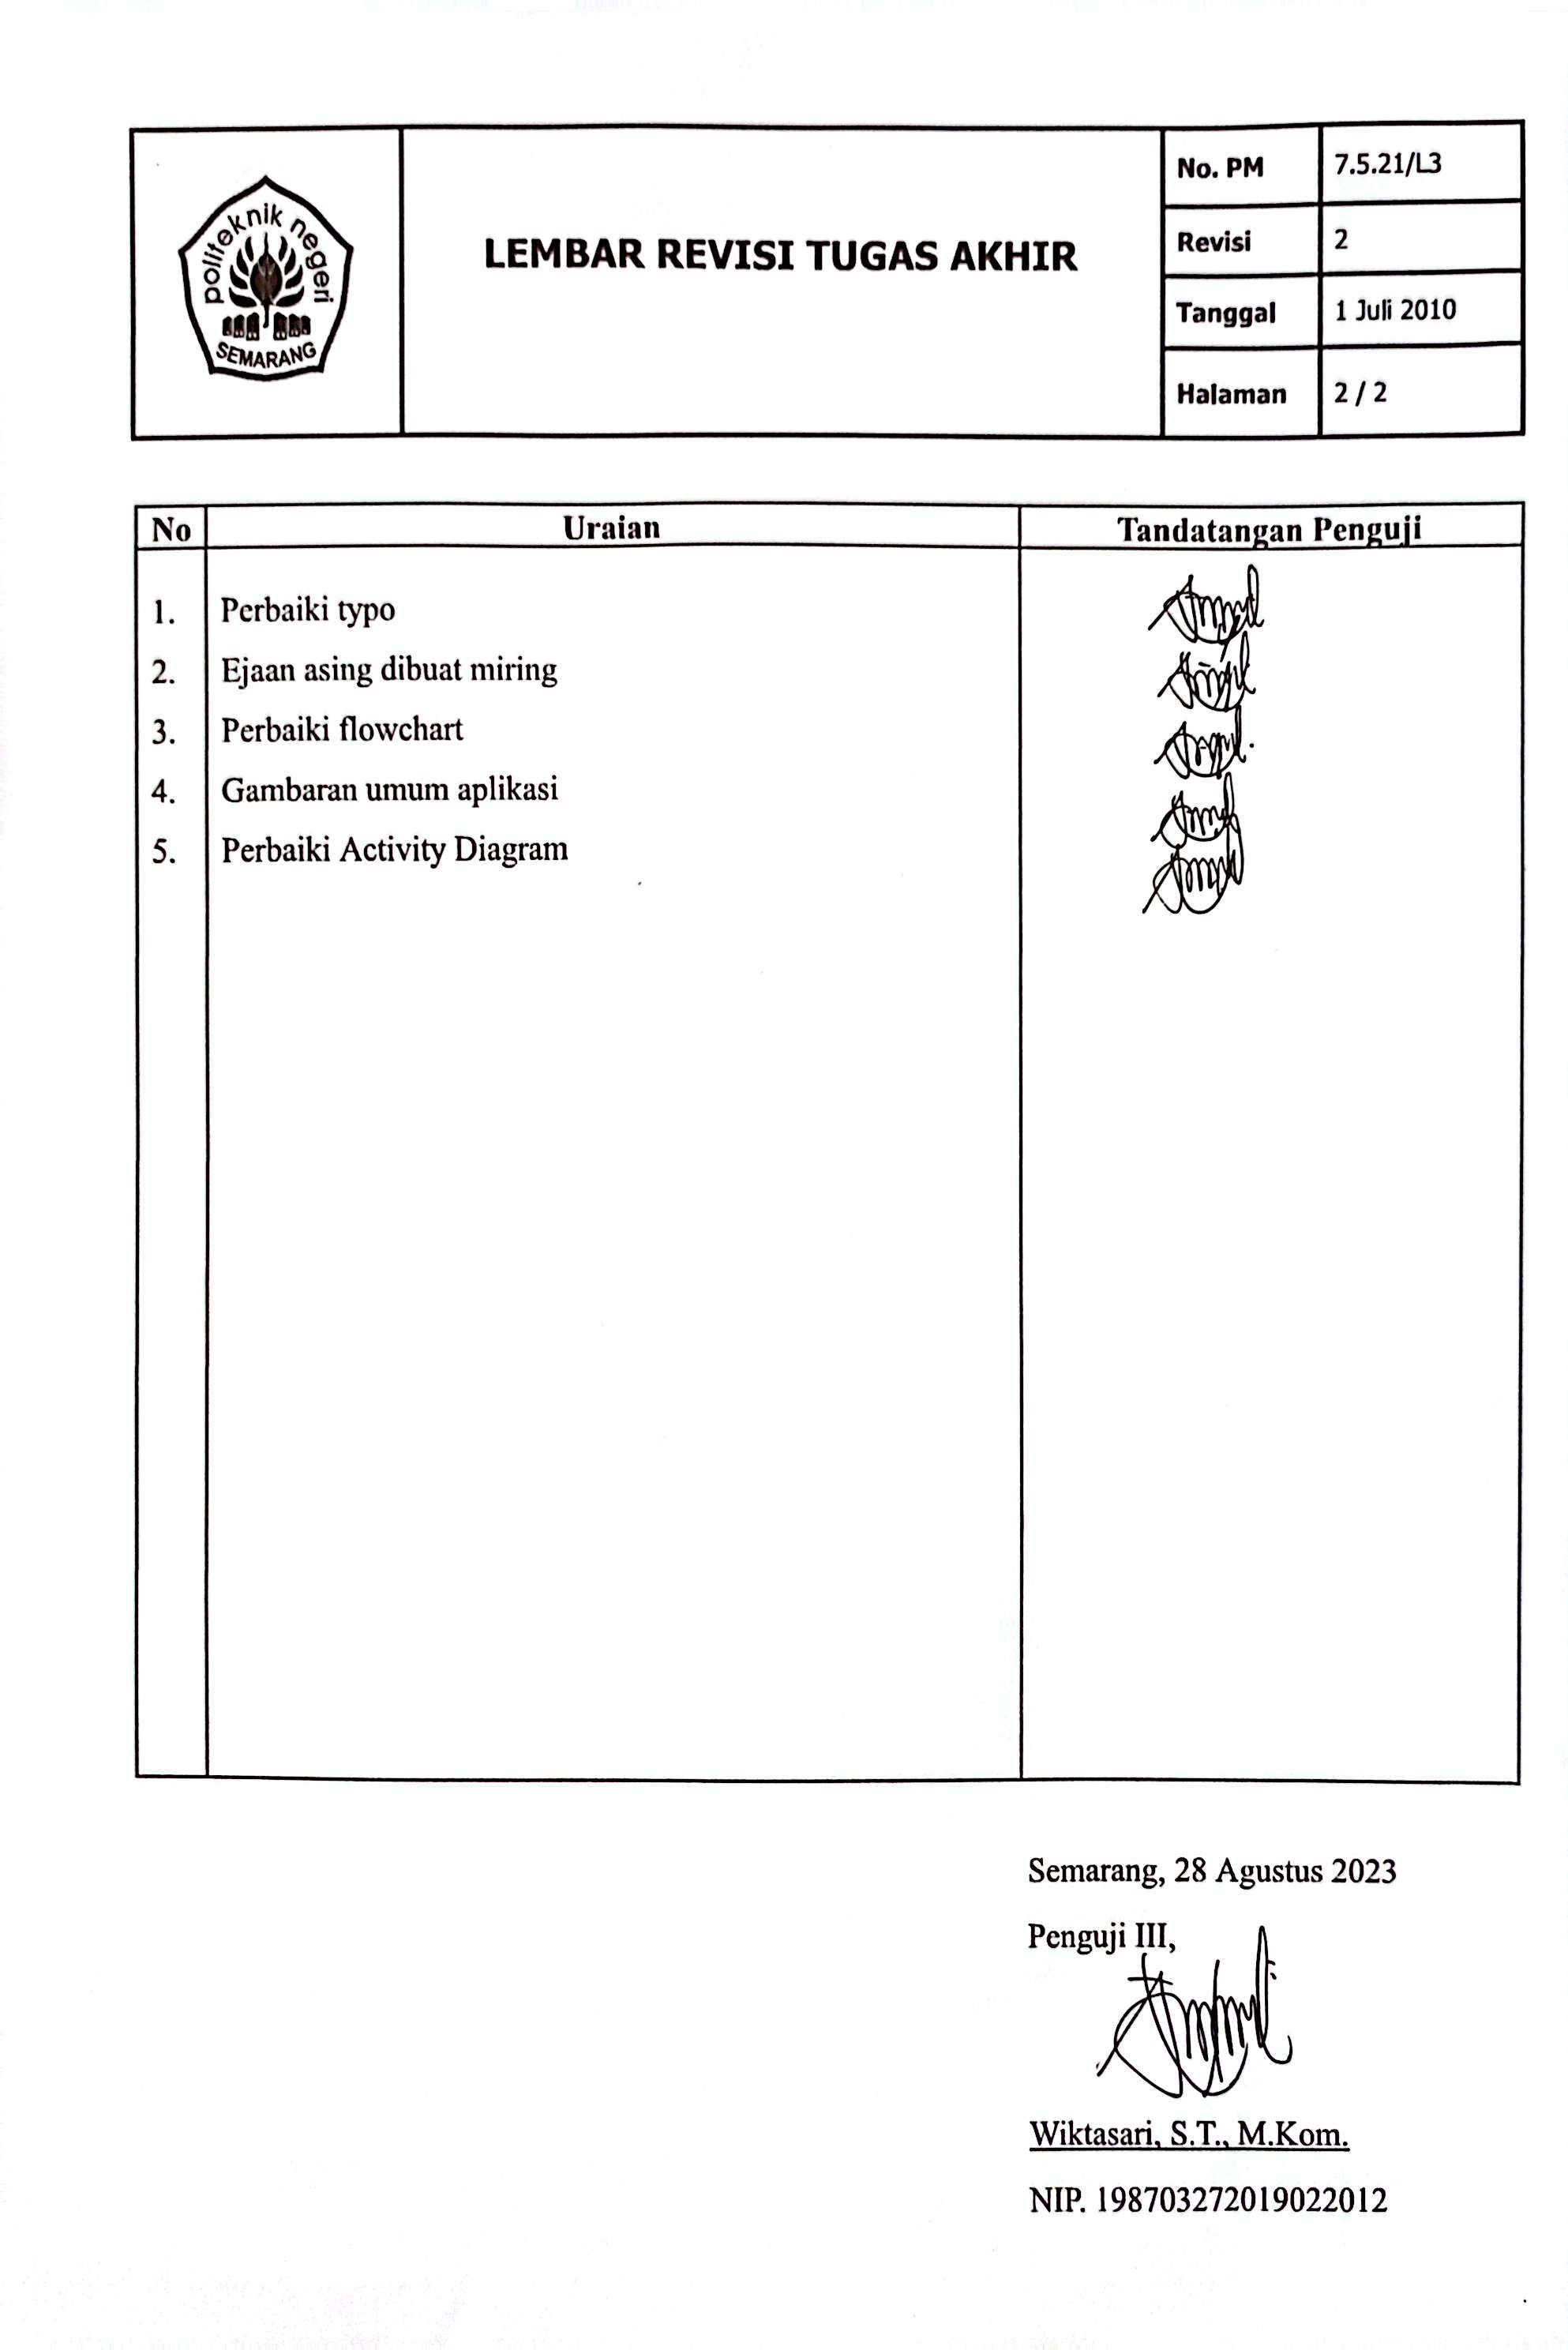 politeknik negeri
SEMARANG
LEMBAR REVISI TUGAS AKHIR
No. PM 7.5.21/L3
Revisi 2
Tanggal 1 Juli 2010
Halaman 2 / 2
No Uraian Tandatangan Penguji
1. Perbaiki typo
2. Ejaan asing dibuat miring
3. Perbaiki flowchart
4. Gambaran umum aplikasi
5. Perbaiki Activity Diagram
Semarang, 28 Agustus 2023
Penguji III,
Wiktasari, S.T., M.Kom.
NIP. 198703272019022012